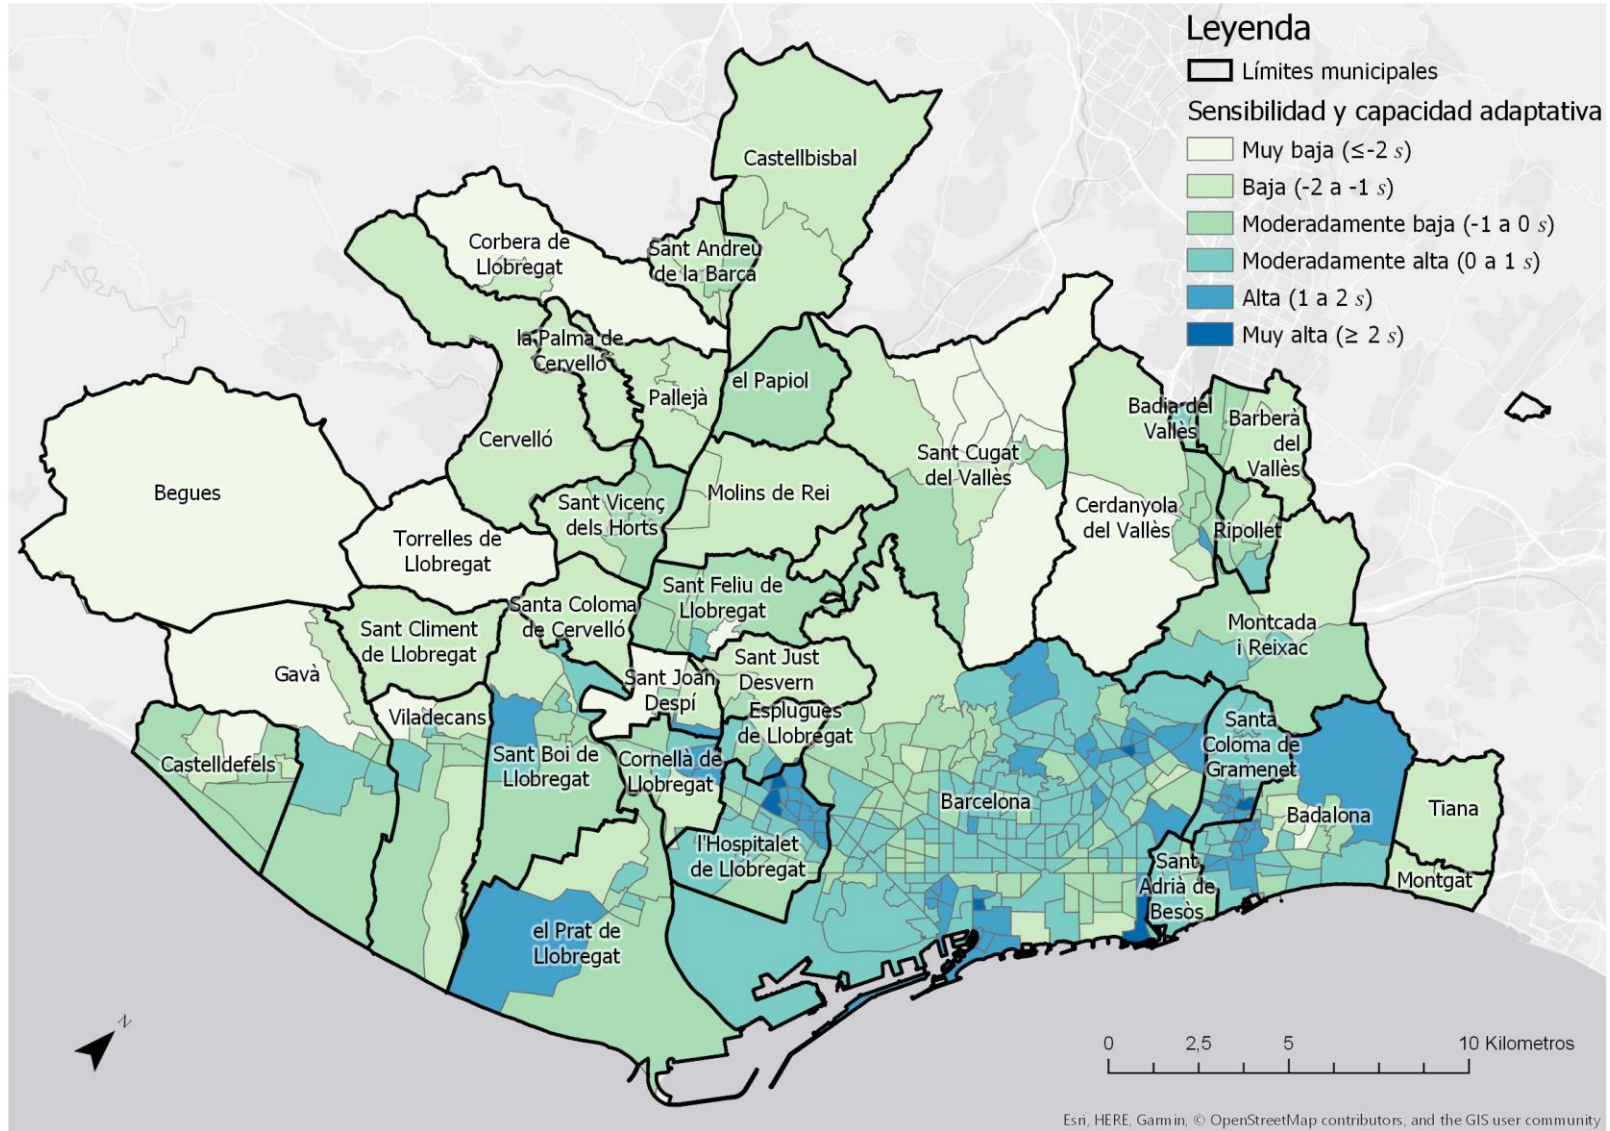 Leyenda
Límites municipales
Sensibilidad y capacidad adaptativa
Muy baja (≤-2 s)
Baja (-2 a -1 s)
Moderadamente baja (-1 a 0 s)
Moderadamente alta (0 a 1 s)
Alta (1 a 2 s)
Muy alta (≥ 2 s)
Castellbisbal
Corbera de
Llobregat
Sant Andreu
de la Barca
la Palma de
Cervelló
Pallejà
el Papiol
Cervelló
Badia del
Vallès
Barberà
del
Vallès
Sant Cugat
del Vallès
Begues
Sant Vicenç
dels Horts
Molins de Rei
Cerdanyola
del Vallès
Ripollet
Torrelles de
Llobregat
Sant Feliu de
Llobregat
Santa Coloma
de Cervelló
Sant Climent
de Llobregat
Montcada
i Reixac
Gavà
Sant Joan
Despí
Sant Just
Desvern
Viladecans
Esplugues
de Llobregat
Santa
Coloma de
Gramenet
Castelldefels
Sant Boi de
Llobregat
Cornellà de
Llobregat
Barcelona
Badalona
Tiana
l'Hospitalet
de Llobregat
Sant
Adrià de
Besòs
Montgat
el Prat de
Llobregat
N
0 2,5 5 10 Kilometros
Esri, HERE, Garmin, © OpenStreetMap contributors, and the GIS user community